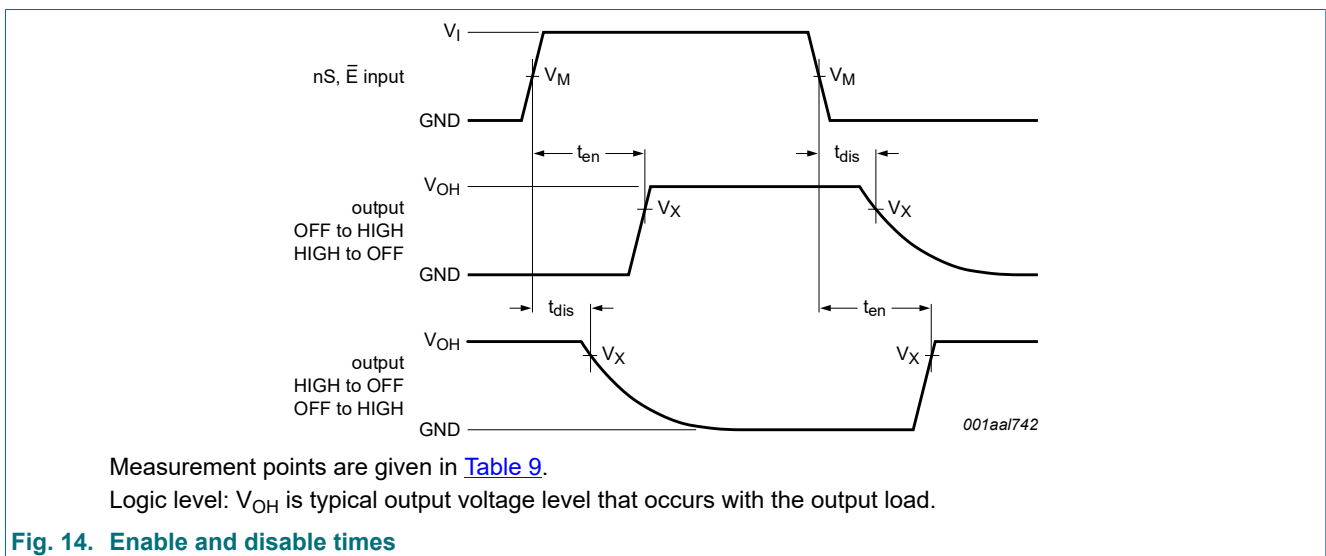 V_I
nS, E̅ input
V_M
V_M
GND
t_en
t_dis
V_OH
output
OFF to HIGH
HIGH to OFF
V_X
V_X
GND
t_dis
t_en
V_OH
output
HIGH to OFF
OFF to HIGH
V_X
V_X
GND
001aal742
Measurement points are given in Table 9.
Logic level: V_OH is typical output voltage level that occurs with the output load.
Fig. 14. Enable and disable times